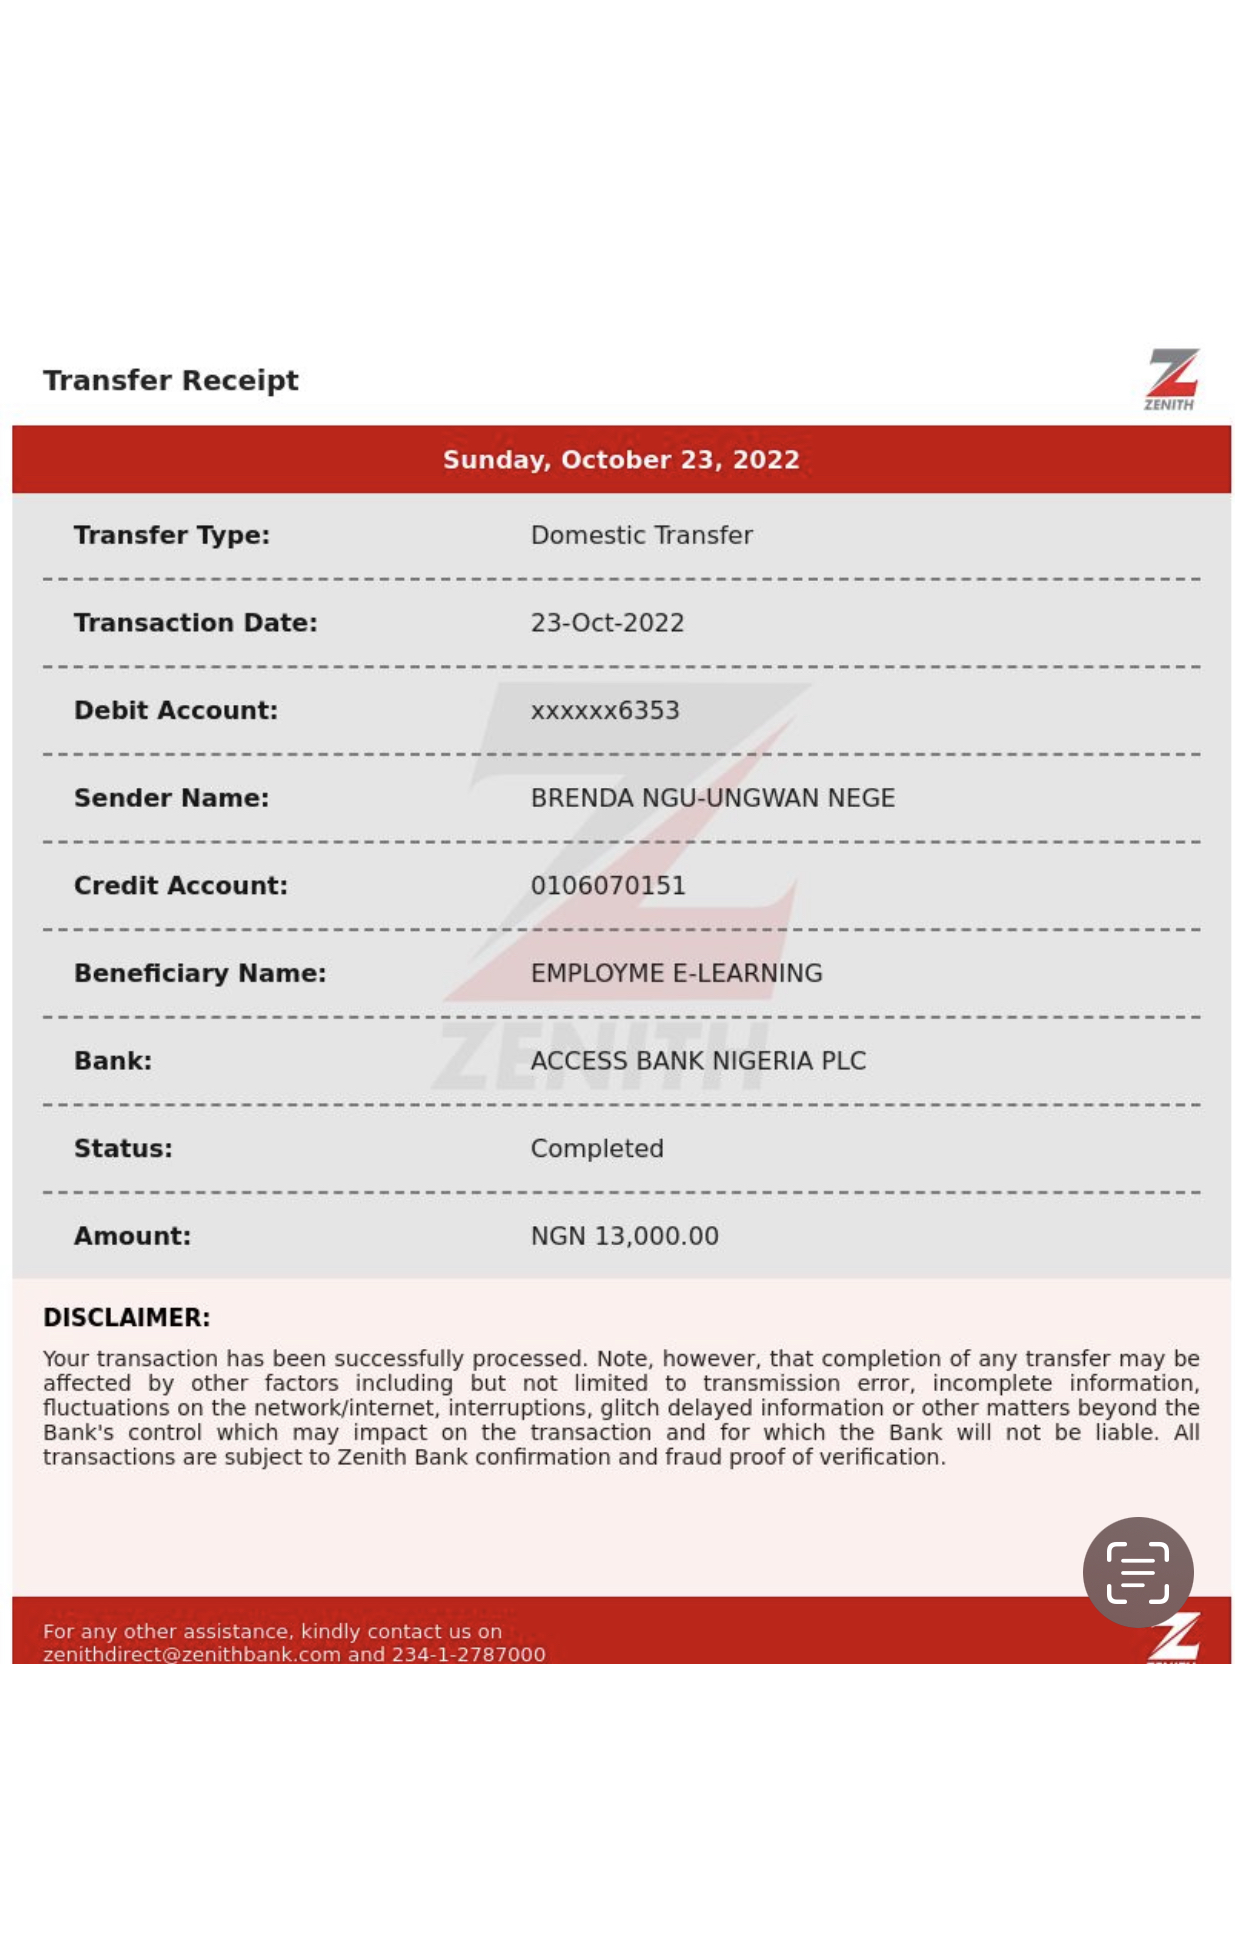 Transfer Receipt
ZENITH
Sunday, October 23, 2022
Transfer Type: Domestic Transfer
Transaction Date: 23-Oct-2022
Debit Account: xxxxxx6353
Sender Name: BRENDA NGU-UNGWAN NEGE
Credit Account: 0106070151
Beneficiary Name: EMPLOYME E-LEARNING
Bank: ACCESS BANK NIGERIA PLC
ZENITH
Status: Completed
Amount: NGN 13,000.00
DISCLAIMER:
Your transaction has been successfully processed. Note, however, that completion of any transfer may be
affected by other factors including but not limited to transmission error, incomplete information,
fluctuations on the network/internet, interruptions, glitch delayed information or other matters beyond the
Bank's control which may impact on the transaction and for which the Bank will not be liable. All
transactions are subject to Zenith Bank confirmation and fraud proof of verification.
For any other assistance, kindly contact us on
zenithdirect@zenithbank.com and 234-1-2787000